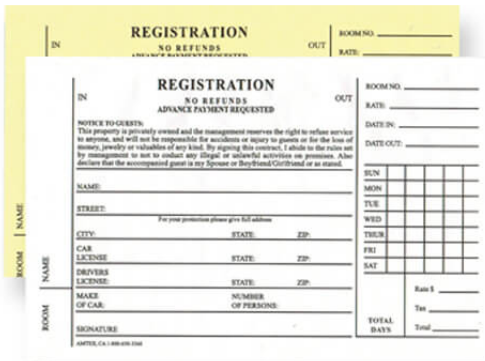 REGISTRATION
IN
NO REFUNDS
OUT
ADVANCE PAYMENT REQUESTED
ROOM NO.
RATE:
ROOM
NAME
REGISTRATION
IN
NO REFUNDS
OUT
ADVANCE PAYMENT REQUESTED
NOTICE TO GUESTS:
This property is privately owned and the management reserves the right to refuse service
to anyone, and will not be responsible for accidents or injury to guests or for the loss of
money, jewelry or valuables of any kind. By signing this contract, I abide to the rules set
by management to not to conduct any illegal or unlawful activities on premises. Also
declare that the accompanied guest is my Spouse or Boyfriend/Girlfriend or as stated.
NAME:
STREET:
For your protection please give full address
CITY: STATE: ZIP:
CAR
LICENSE STATE: ZIP:
DRIVERS
LICENSE: STATE: ZIP:
MAKE NUMBER
OF CAR: OF PERSONS:
SIGNATURE
ROOM
NAME
ROOM NO.
RATE:
DATE IN:
DATE OUT:
SUN
MON
TUE
WED
THUR
FRI
SAT
TOTAL
DAYS
Rate $
Tax
Total